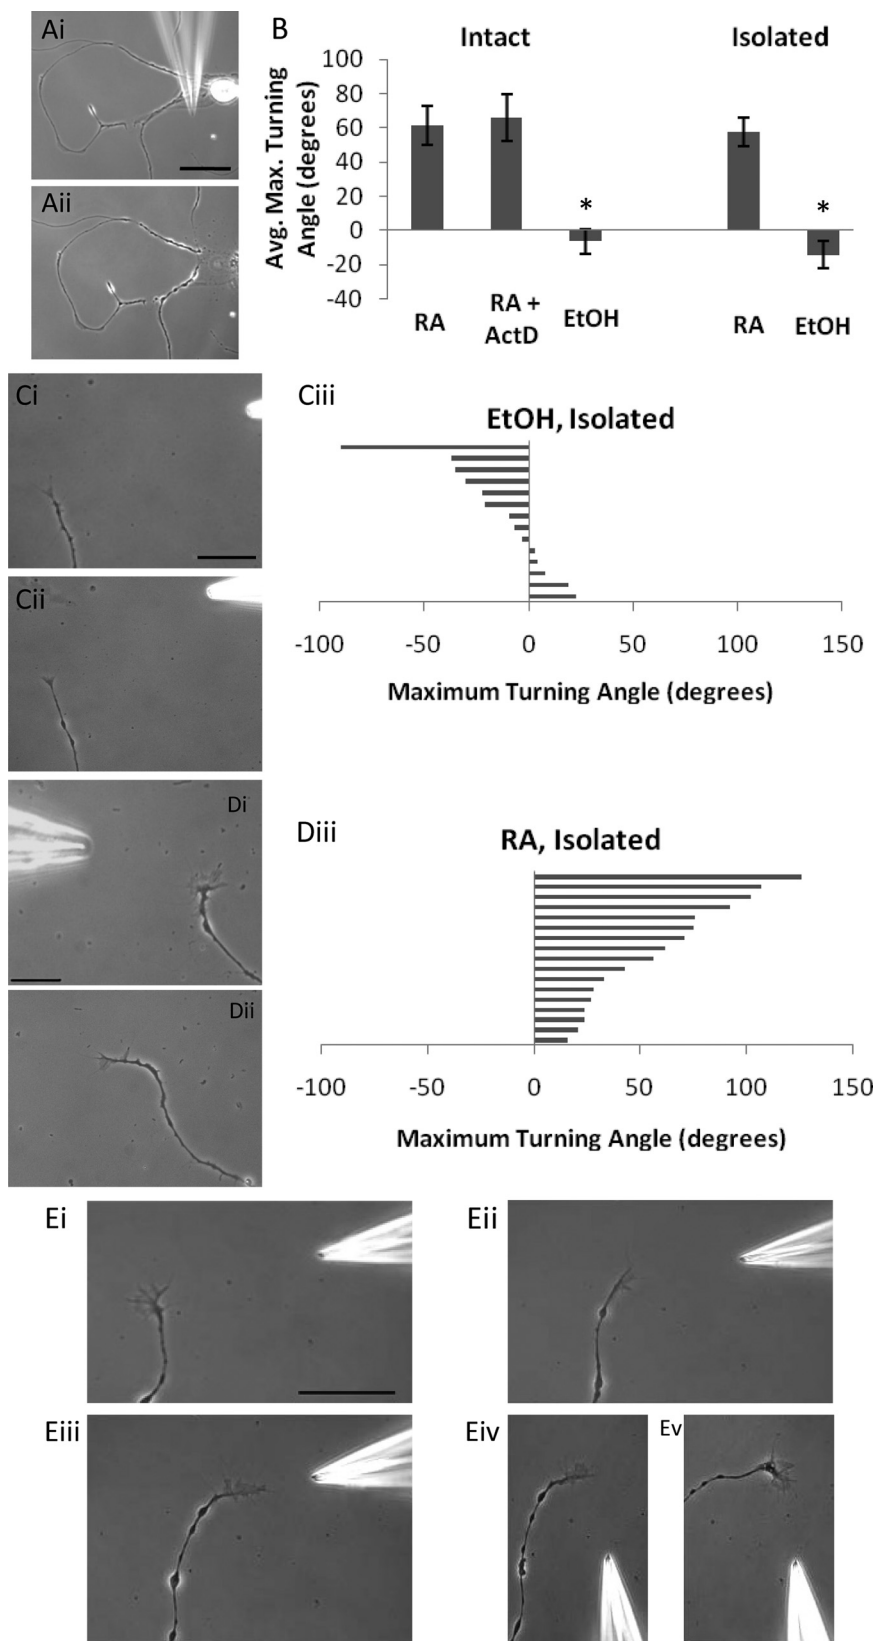 Ai
Aii
B
Intact
Isolated
Avg. Max. Turning
Angle (degrees)
100
80
60
40
20
0
-20
-40
*
*
RA
RA +
ActD
EtOH
RA
EtOH
Ci
Cii
Ciii
EtOH, Isolated
-100
-50
0
50
100
150
Maximum Turning Angle (degrees)
Di
Dii
Diii
RA, Isolated
-100
-50
0
50
100
150
Maximum Turning Angle (degrees)
Ei
Eii
Eiii
Eiv
Ev